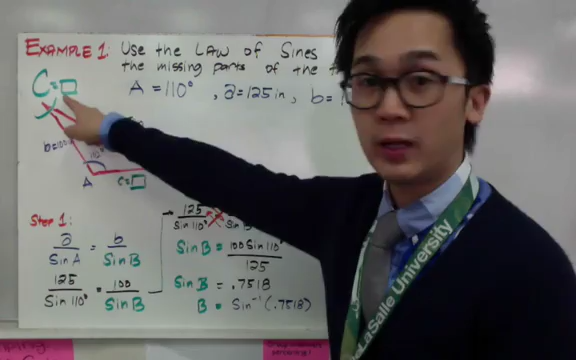 EXAMPLE 1: Use the LAW of Sines
the missing parts of the
C=
A = 110° , a = 125 in , b =
110°
A
c=
Step 1:
a/Sin A = b/Sin B
125/Sin 110° = 100/Sin B
125/Sin 110°
Sin B = 100 Sin 110°/125
Sin B = .7518
B = Sin⁻¹ (.7518)
LaSalle University